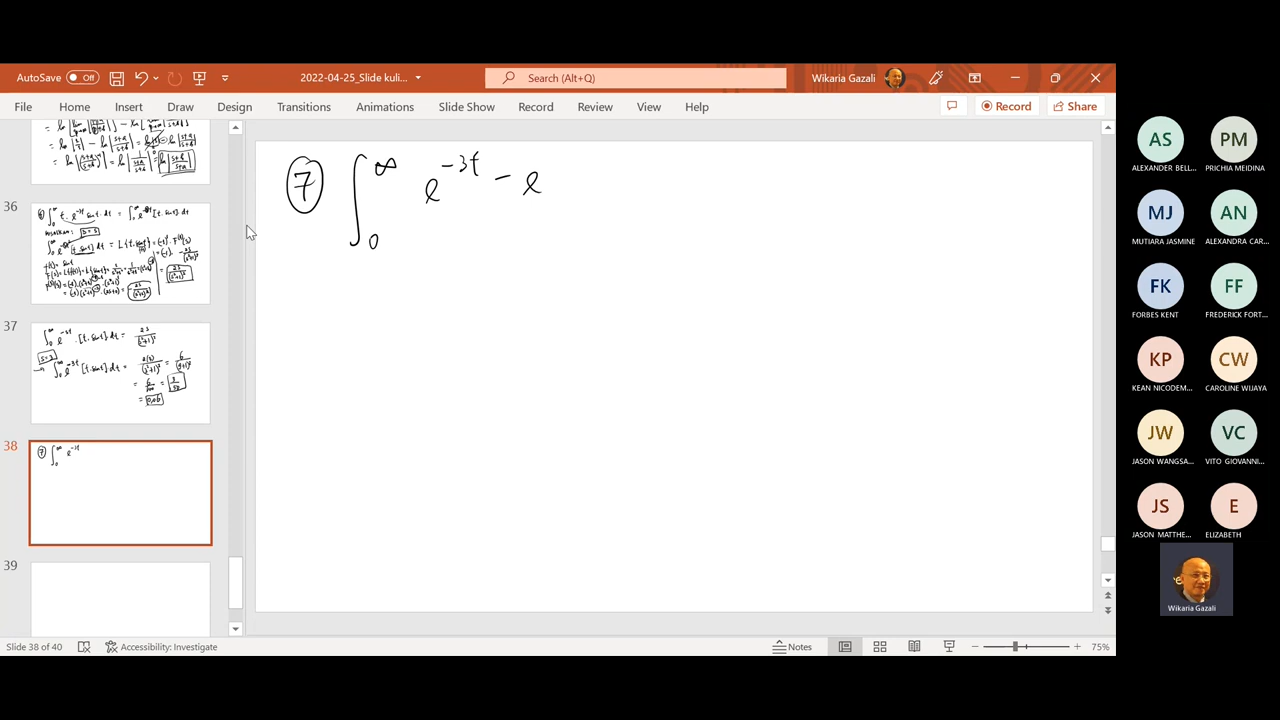 AutoSave Off 2022-04-25_Slide kuli... Search (Alt+Q) Wikaria Gazali
File Home Insert Draw Design Transitions Animations Slide Show Record Review View Help Record Share
36
37
38
⑦ ∫₀^∞ e^-3t
39
⑦ ∫₀^∞ e^-3t - e
AS PM
ALEXANDER BELL... PRICHIA MEIDINA
MJ AN
MUTIARA JASMINE ALEXANDRA CAR...
FK FF
FORBES KENT FREDERICK FORT...
KP CW
KEAN NICODEM... CAROLINE WIJAYA
JW VC
JASON WANGSA... VITO GIOVANNI...
JS E
JASON MATTHE... ELIZABETH
Wikaria Gazali
Slide 38 of 40 Accessibility: Investigate Notes 75%